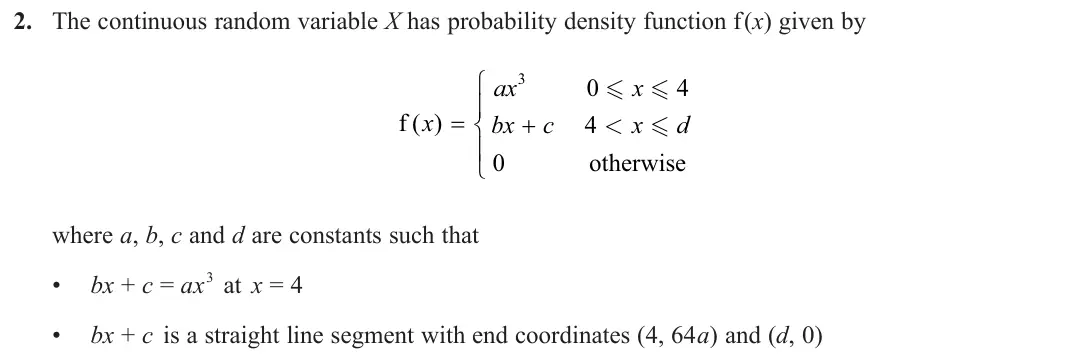 2. The continuous random variable X has probability density function f(x) given by
ax³ 0 ⩽ x ⩽ 4
f(x) = { bx + c 4 < x ⩽ d
0 otherwise
where a, b, c and d are constants such that
• bx + c = ax³ at x = 4
• bx + c is a straight line segment with end coordinates (4, 64a) and (d, 0)